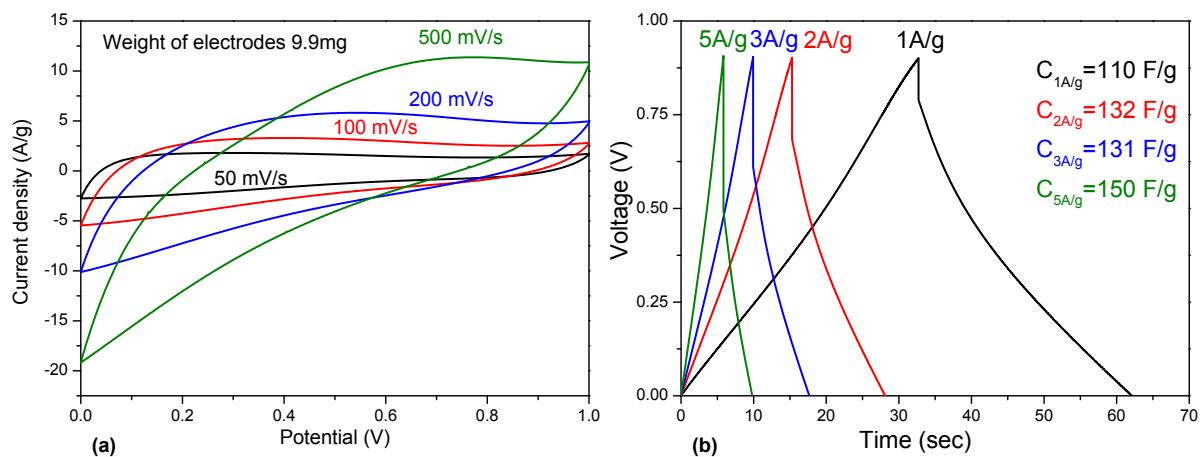 Weight of electrodes 9.9mg
500 mV/s
200 mV/s
100 mV/s
50 mV/s
Current density (A/g)
15
10
5
0
-5
-10
-15
-20
0.0 0.2 0.4 0.6 0.8 1.0
Potential (V)
(a)
5A/g 3A/g 2A/g 1A/g
C1A/g=110 F/g
C2A/g=132 F/g
C3A/g=131 F/g
C5A/g=150 F/g
Voltage (V)
1.00
0.75
0.50
0.25
0.00
0 10 20 30 40 50 60 70
Time (sec)
(b)